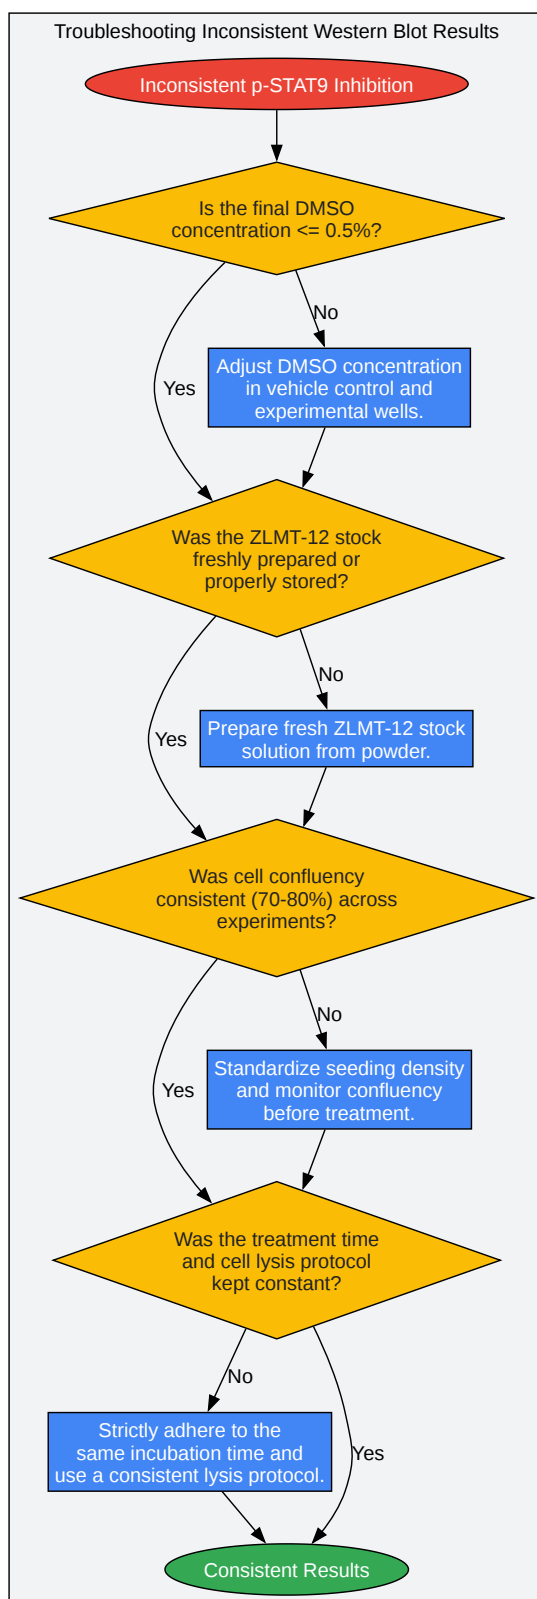 Troubleshooting Inconsistent Western Blot Results
Inconsistent p-STAT9 Inhibition
Is the final DMSO
concentration <= 0.5%?
No
Yes
Adjust DMSO concentration
in vehicle control and
experimental wells.
Was the ZLMT-12 stock
freshly prepared or
properly stored?
No
Yes
Prepare fresh ZLMT-12 stock
solution from powder.
Was cell confluency
consistent (70-80%) across
experiments?
No
Yes
Standardize seeding density
and monitor confluency
before treatment.
Was the treatment time
and cell lysis protocol
kept constant?
No
Yes
Strictly adhere to the
same incubation time and
use a consistent lysis protocol.
Consistent Results